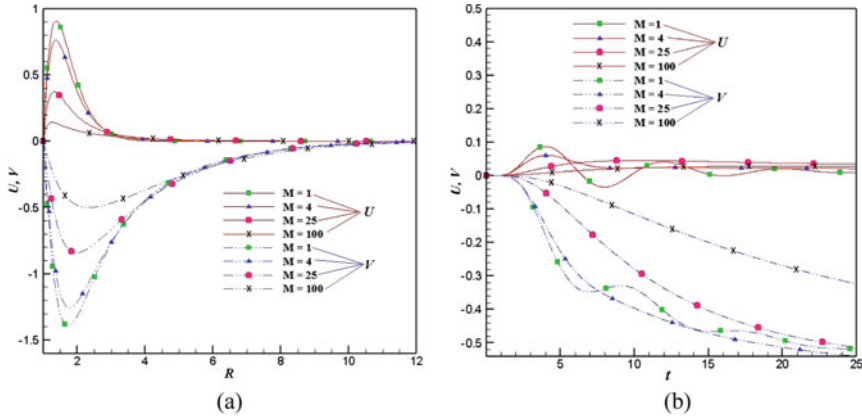 1
0.5
0
-0.5
-1
-1.5
U, V
2
4
6
8
10
12
R
M = 1
M = 4
M = 25
M = 100
M = 1
M = 4
M = 25
M = 100
U
V
(a)
0.5
0.4
0.3
0.2
0.1
0
-0.1
-0.2
-0.3
-0.4
-0.5
U, V
5
10
15
20
25
t
M =1
M = 4
M = 25
M = 100
M = 1
M = 4
M = 25
M = 100
U
V
(b)